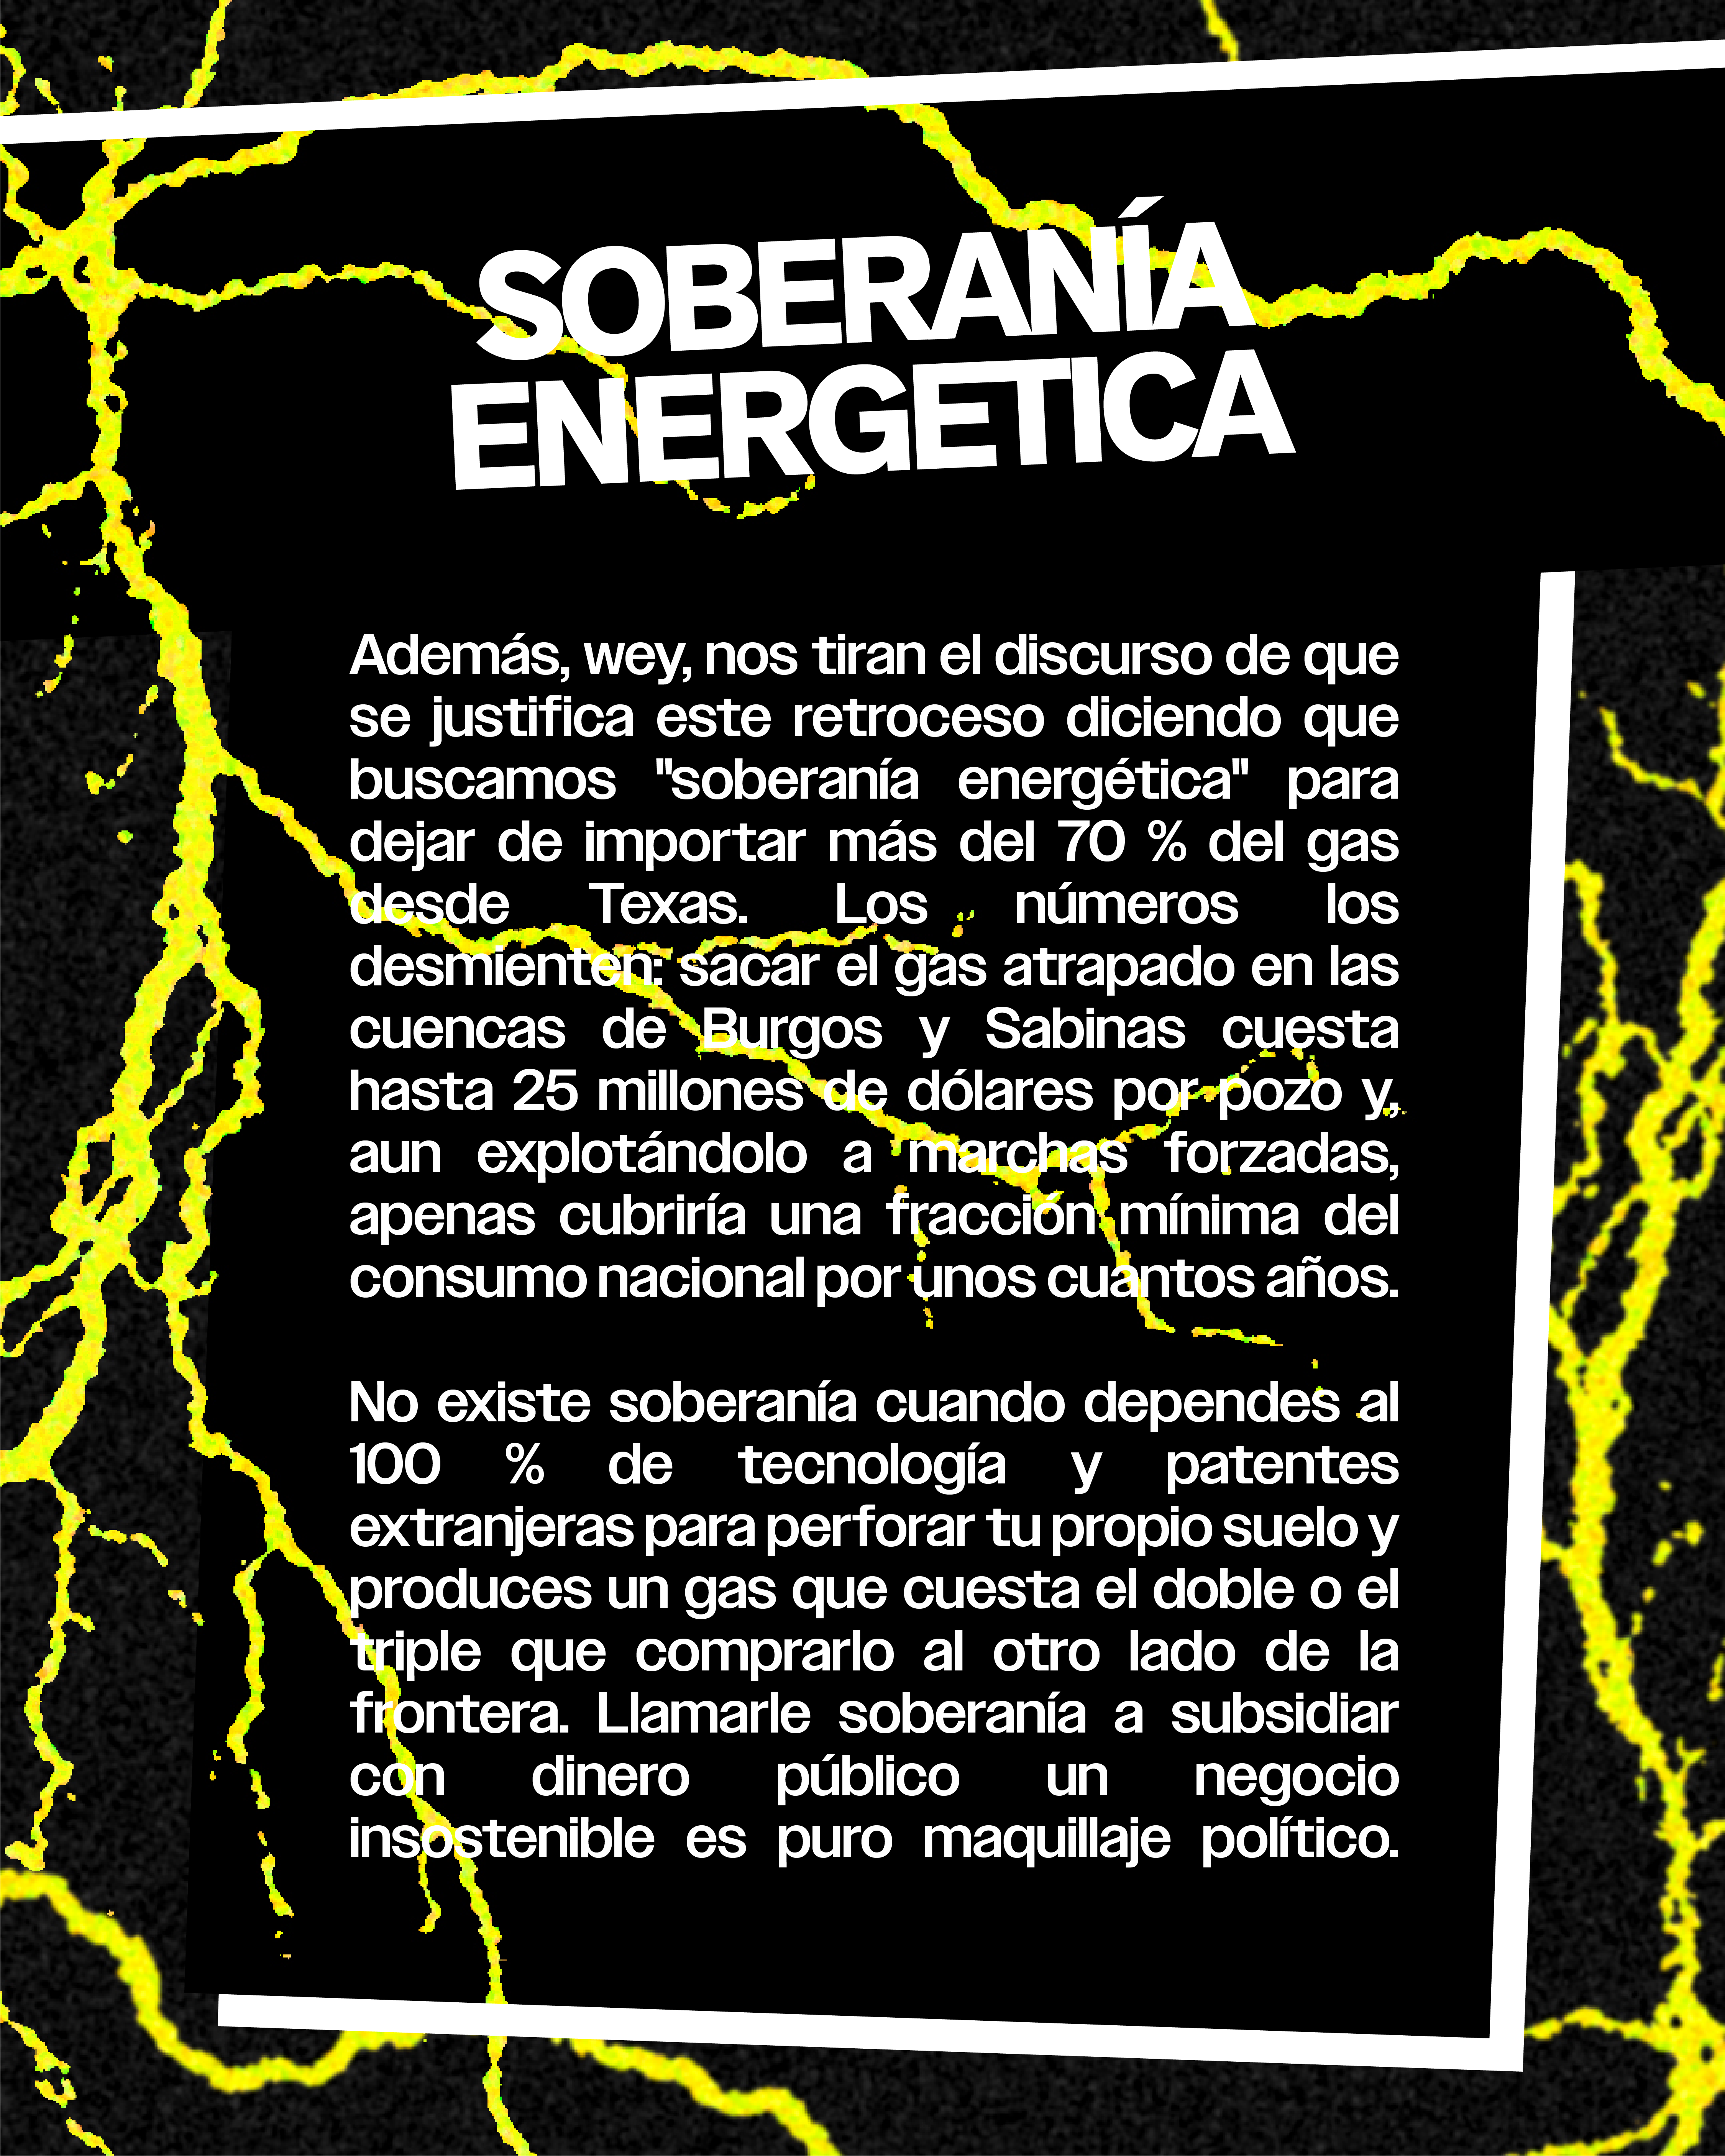 SOBERANÍA
ENERGETICA
Además, wey, nos tiran el discurso de que
se justifica este retroceso diciendo que
buscamos "soberanía energética" para
dejar de importar más del 70 % del gas
desde Texas. Los números los
desmienten: sacar el gas atrapado en las
cuencas de Burgos y Sabinas cuesta
hasta 25 millones de dólares por pozo y,
aun explotándolo a marchas forzadas,
apenas cubriría una fracción mínima del
consumo nacional por unos cuantos años.
No existe soberanía cuando dependes al
100 % de tecnología y patentes
extranjeras para perforar tu propio suelo y
produces un gas que cuesta el doble o el
triple que comprarlo al otro lado de la
frontera. Llamarle soberanía a subsidiar
con dinero público un negocio
insostenible es puro maquillaje político.